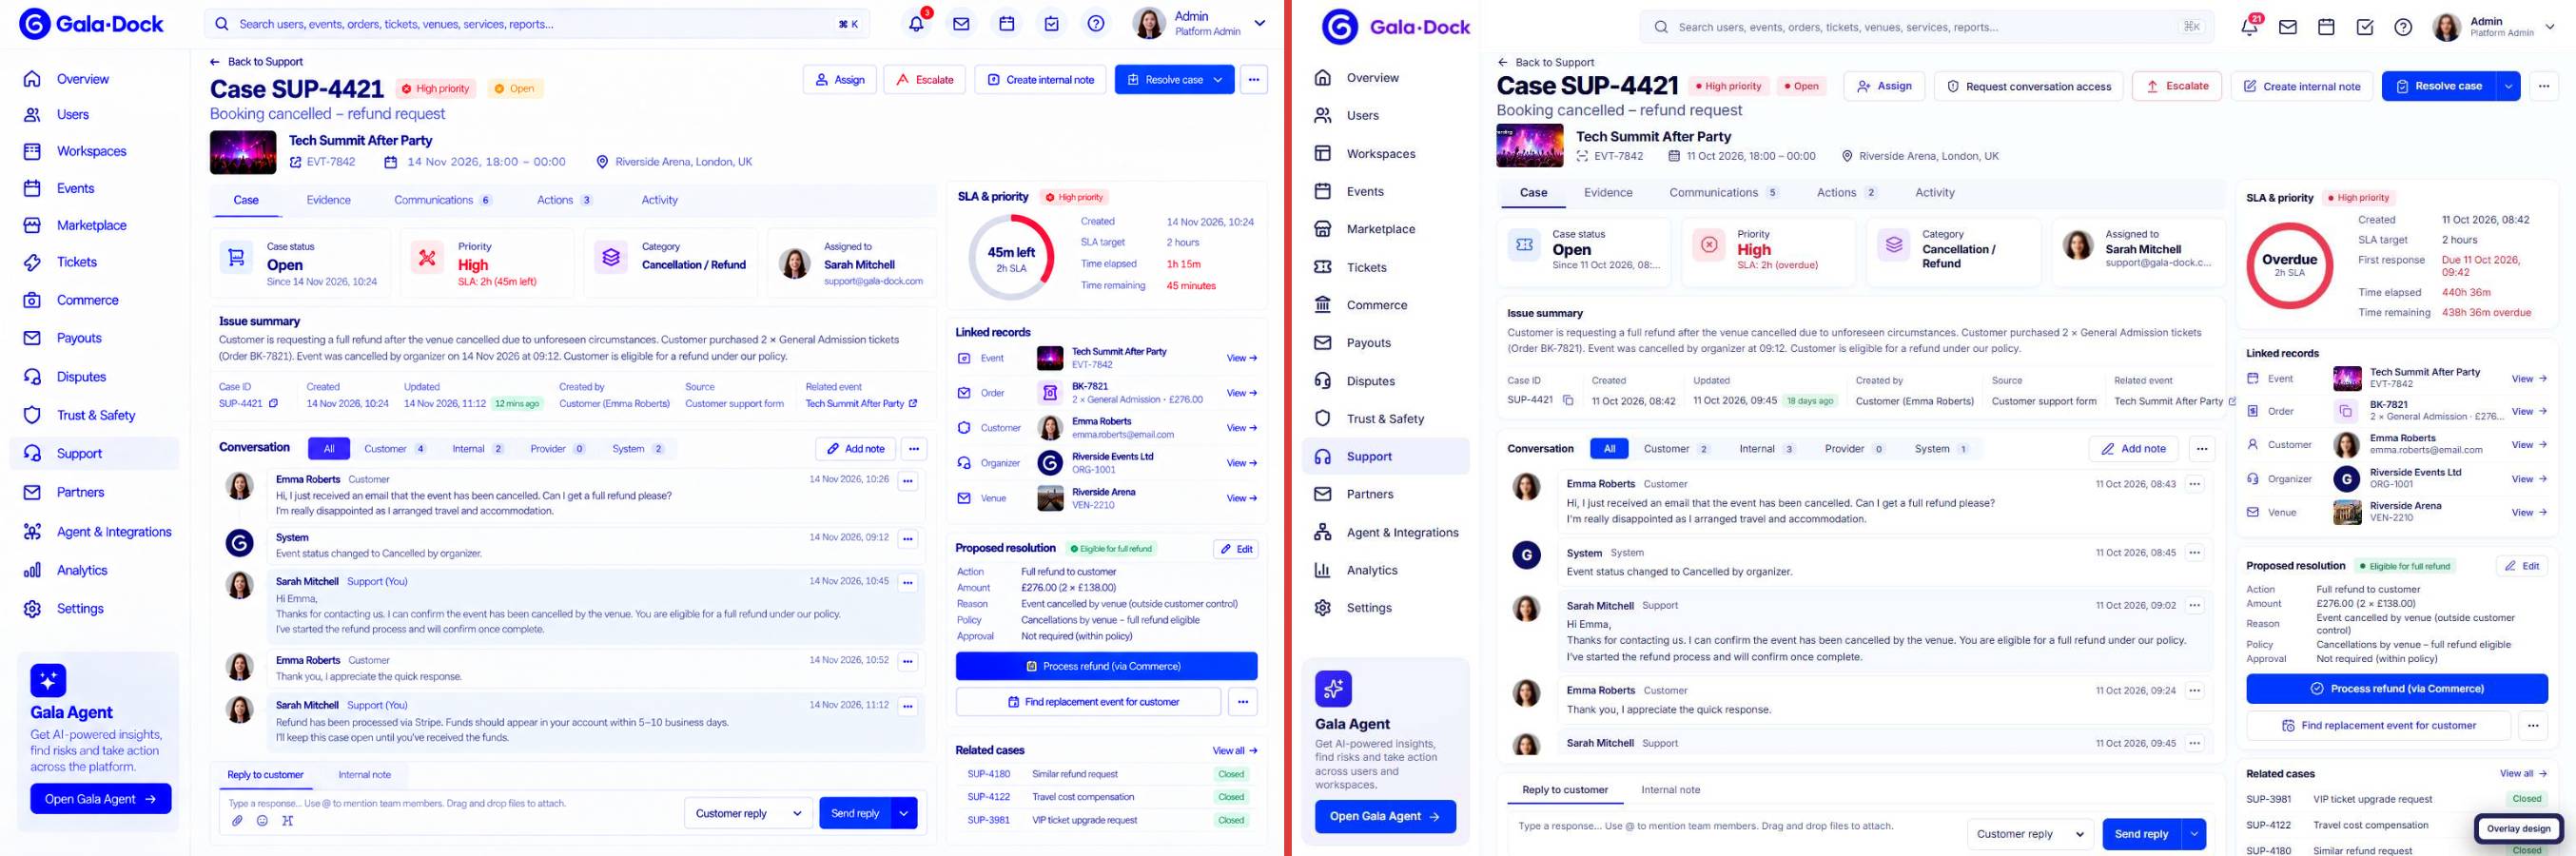 Gala·Dock
Search users, events, orders, tickets, venues, services, reports...
⌘ K
3
Admin
Platform Admin
Overview
Users
Workspaces
Events
Marketplace
Tickets
Commerce
Payouts
Disputes
Trust & Safety
Support
Partners
Agent & Integrations
Analytics
Settings
Gala Agent
Get AI-powered insights,
find risks and take action
across the platform.
Open Gala Agent →
← Back to Support
Case SUP-4421 High priority Open
Booking cancelled – refund request
Assign Escalate Create internal note Resolve case
Tech Summit After Party
EVT-7842 14 Nov 2026, 18:00 – 00:00 Riverside Arena, London, UK
Case Evidence Communications 6 Actions 3 Activity
Case status
Open
Since 14 Nov 2026, 10:24
Priority
High
SLA: 2h (45m left)
Category
Cancellation / Refund
Assigned to
Sarah Mitchell
support@gala-dock.com
Issue summary
Customer is requesting a full refund after the venue cancelled due to unforeseen circumstances. Customer purchased 2 × General Admission tickets
(Order BK-7821). Event was cancelled by organizer on 14 Nov 2026 at 09:12. Customer is eligible for a refund under our policy.
Case ID Created Updated Created by Source Related event
SUP-4421 14 Nov 2026, 10:24 14 Nov 2026, 11:12 12 mins ago Customer (Emma Roberts) Customer support form Tech Summit After Party
Conversation All Customer 4 Internal 2 Provider 0 System 2 Add note
Emma Roberts Customer 14 Nov 2026, 10:26
Hi, I just received an email that the event has been cancelled. Can I get a full refund please?
I'm really disappointed as I arranged travel and accommodation.
G
System 14 Nov 2026, 09:12
Event status changed to Cancelled by organizer.
Sarah Mitchell Support (You) 14 Nov 2026, 10:45
Hi Emma,
Thanks for contacting us. I can confirm the event has been cancelled by the venue. You are eligible for a full refund under our policy.
I've started the refund process and will confirm once complete.
Emma Roberts Customer 14 Nov 2026, 10:52
Thank you, I appreciate the quick response.
Sarah Mitchell Support (You) 14 Nov 2026, 11:12
Refund has been processed via Stripe. Funds should appear in your account within 5–10 business days.
I'll keep this case open until you've received the funds.
Reply to customer Internal note
Type a response... Use @ to mention team members. Drag and drop files to attach.
Customer reply Send reply
SLA & priority High priority
45m left
2h SLA
Created 14 Nov 2026, 10:24
SLA target 2 hours
Time elapsed 1h 15m
Time remaining 45 minutes
Linked records
Event Tech Summit After Party View →
EVT-7842
Order BK-7821 View →
2 × General Admission • £276.00
Customer Emma Roberts View →
emma.roberts@email.com
Organizer G Riverside Events Ltd View →
ORG-1001
Venue Riverside Arena View →
VEN-2210
Proposed resolution Eligible for full refund Edit
Action Full refund to customer
Amount £276.00 (2 × £138.00)
Reason Event cancelled by venue (outside customer control)
Policy Cancellations by venue – full refund eligible
Approval Not required (within policy)
Process refund (via Commerce)
Find replacement event for customer
Related cases View all →
SUP-4180 Similar refund request Closed
SUP-4122 Travel cost compensation Closed
SUP-3981 VIP ticket upgrade request Closed
Gala·Dock
Search users, events, orders, tickets, venues, services, reports...
⌘K
21
Admin
Platform Admin
Overview
Users
Workspaces
Events
Marketplace
Tickets
Commerce
Payouts
Disputes
Trust & Safety
Support
Partners
Agent & Integrations
Analytics
Settings
Gala Agent
Get AI-powered insights,
find risks and take action
across users and
workspaces.
Open Gala Agent →
← Back to Support
Case SUP-4421 High priority Open
Booking cancelled – refund request
Assign Request conversation access Escalate Create internal note Resolve case
Tech Summit After Party
EVT-7842 11 Oct 2026, 18:00 – 00:00 Riverside Arena, London, UK
Case Evidence Communications 5 Actions 2 Activity
Case status
Open
Since 11 Oct 2026, 08:...
Priority
High
SLA: 2h (overdue)
Category
Cancellation /
Refund
Assigned to
Sarah Mitchell
support@gala-dock.c...
Issue summary
Customer is requesting a full refund after the venue cancelled due to unforeseen circumstances. Customer purchased 2 × General Admission tickets
(Order BK-7821). Event was cancelled by organizer at 09:12. Customer is eligible for a refund under our policy.
Case ID Created Updated Created by Source Related event
SUP-4421 11 Oct 2026, 08:42 11 Oct 2026, 09:45 18 days ago Customer (Emma Roberts) Customer support form Tech Summit After Party
Conversation All Customer 2 Internal 3 Provider 0 System 1 Add note
Emma Roberts Customer 11 Oct 2026, 08:43
Hi, I just received an email that the event has been cancelled. Can I get a full refund please?
I'm really disappointed as I arranged travel and accommodation.
G
System System 11 Oct 2026, 08:45
Event status changed to Cancelled by organizer.
Sarah Mitchell Support 11 Oct 2026, 09:02
Hi Emma,
Thanks for contacting us. I can confirm the event has been cancelled by the venue. You are eligible for a full refund under our policy.
I've started the refund process and will confirm once complete.
Emma Roberts Customer 11 Oct 2026, 09:24
Thank you, I appreciate the quick response.
Sarah Mitchell Support 11 Oct 2026, 09:45
Reply to customer Internal note
Type a response... Use @ to mention team members. Drag and drop files to attach.
Customer reply Send reply
SLA & priority High priority
Overdue
2h SLA
Created 11 Oct 2026, 08:42
SLA target 2 hours
First response Due 11 Oct 2026,
09:42
Time elapsed 440h 36m
Time remaining 438h 36m overdue
Linked records
Event Tech Summit After Party View →
EVT-7842
Order BK-7821 View →
2 × General Admission · £276...
Customer Emma Roberts View →
emma.roberts@email.com
Organizer G Riverside Events Ltd View →
ORG-1001
Venue Riverside Arena View →
VEN-2210
Proposed resolution Eligible for full refund Edit
Action Full refund to customer
Amount £276.00 (2 × £138.00)
Reason Event cancelled by venue (outside customer
control)
Policy Cancellations by venue – full refund eligible
Approval Not required (within policy)
Process refund (via Commerce)
Find replacement event for customer
Related cases View all →
SUP-3981 VIP ticket upgrade request Closed
SUP-4122 Travel cost compensation
SUP-4180 Similar refund request Closed
Overlay design